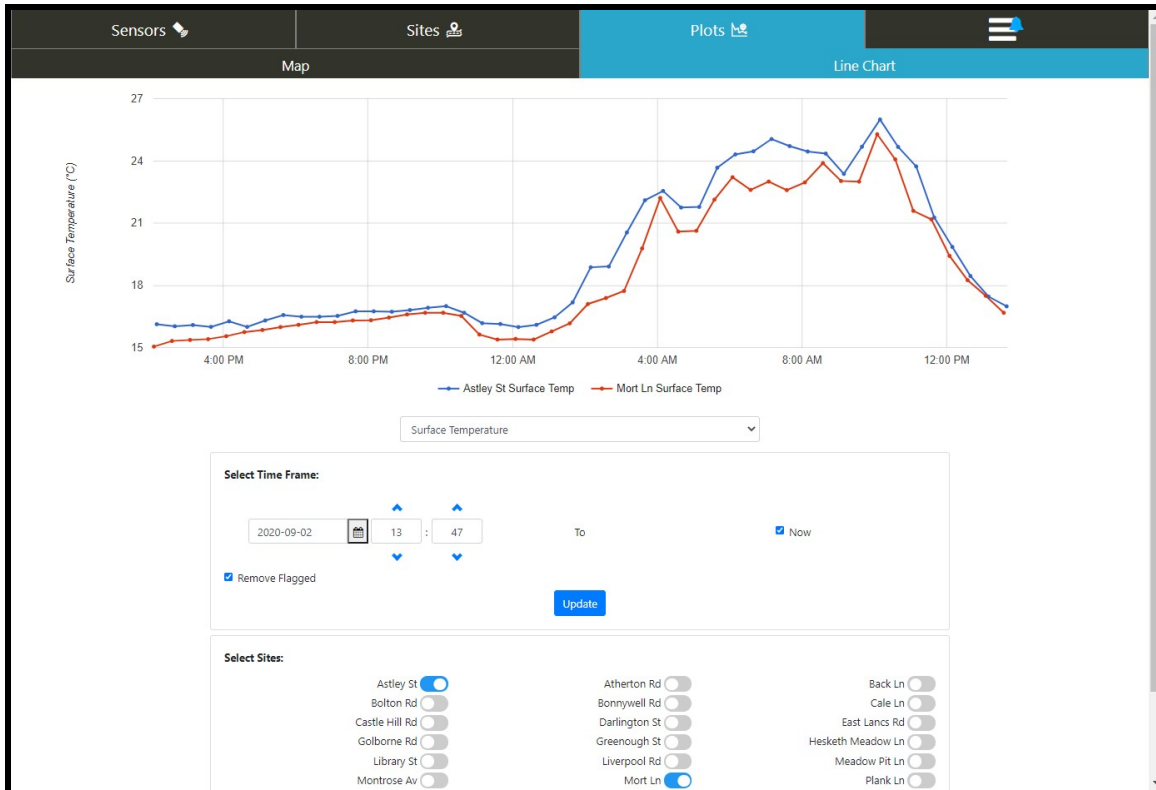 Sensors Sites Plots
Map Line Chart
27
24
21
18
15
Surface Temperature (°C)
4:00 PM 8:00 PM 12:00 AM 4:00 AM 8:00 AM 12:00 PM
Astley St Surface Temp Mort Ln Surface Temp
Surface Temperature
Select Time Frame:
2020-09-02 13 : 47 To Now
Remove Flagged
Update
Select Sites:
Astley St Atherton Rd Back Ln
Bolton Rd Bonnywell Rd Cale Ln
Castle Hill Rd Darlington St East Lancs Rd
Golborne Rd Greenough St Hesketh Meadow Ln
Library St Liverpool Rd Meadow Pit Ln
Montrose Av Mort Ln Plank Ln